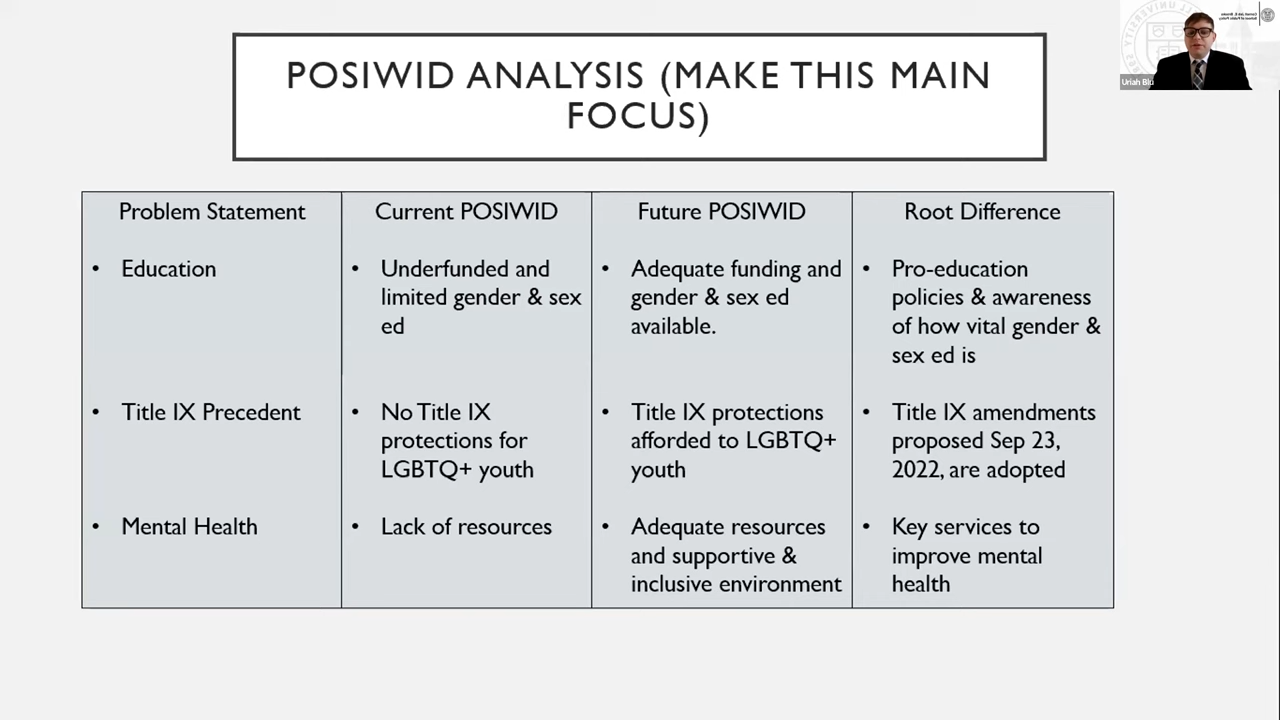 POSIWID ANALYSIS (MAKE THIS MAIN
FOCUS)
Problem Statement
Current POSIWID
Future POSIWID
Root Difference
• Education
• Underfunded and
limited gender & sex
ed
• Adequate funding and
gender & sex ed
available.
• Pro-education
policies & awareness
of how vital gender &
sex ed is
• Title IX Precedent
• No Title IX
protections for
LGBTQ+ youth
• Title IX protections
afforded to LGBTQ+
youth
• Title IX amendments
proposed Sep 23,
2022, are adopted
• Mental Health
• Lack of resources
• Adequate resources
and supportive &
inclusive environment
• Key services to
improve mental
health
Uriah Blu